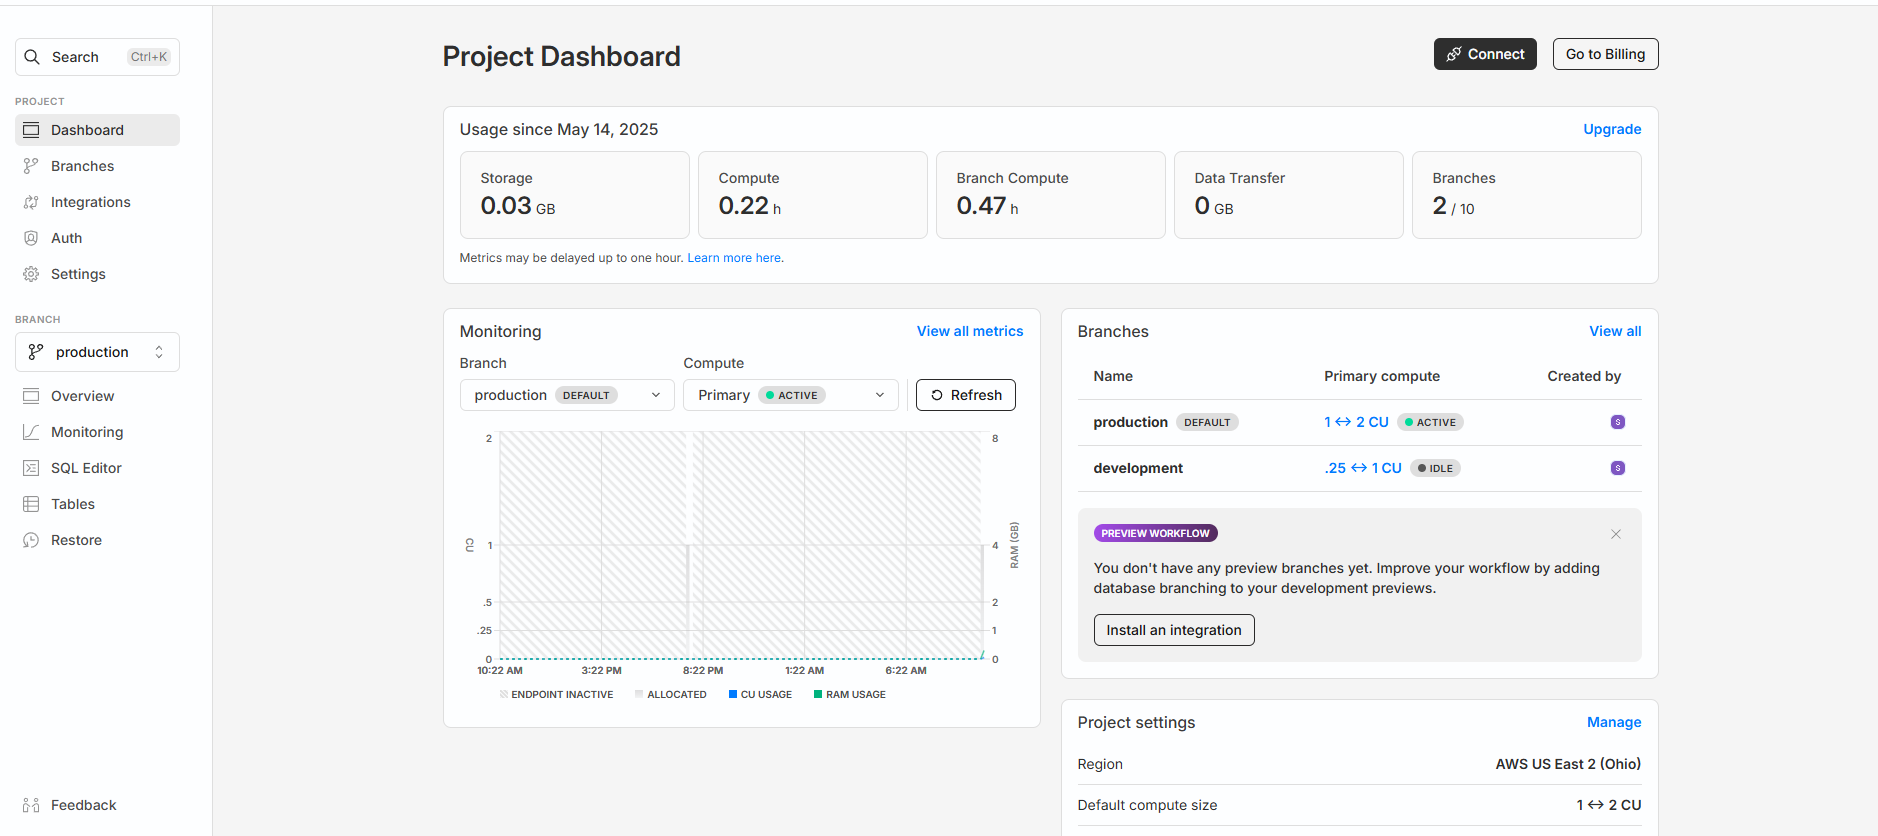 Search Ctrl+K
PROJECT
Dashboard
Branches
Integrations
Auth
Settings
BRANCH
production
Overview
Monitoring
SQL Editor
Tables
Restore
Feedback
Project Dashboard
Connect
Go to Billing
Usage since May 14, 2025
Upgrade
Storage
0.03 GB
Compute
0.22 h
Branch Compute
0.47 h
Data Transfer
0 GB
Branches
2 / 10
Metrics may be delayed up to one hour. Learn more here.
Monitoring
View all metrics
Branch
Compute
production DEFAULT
Primary ACTIVE
Refresh
2
1
.5
.25
0
CU
8
4
2
1
0
RAM (GB)
10:22 AM 3:22 PM 8:22 PM 1:22 AM 6:22 AM
ENDPOINT INACTIVE ALLOCATED CU USAGE RAM USAGE
Branches
View all
Name Primary compute Created by
production DEFAULT 1 ↔ 2 CU ACTIVE S
development .25 ↔ 1 CU IDLE S
PREVIEW WORKFLOW
You don't have any preview branches yet. Improve your workflow by adding
database branching to your development previews.
Install an integration
Project settings
Manage
Region AWS US East 2 (Ohio)
Default compute size 1 ↔ 2 CU